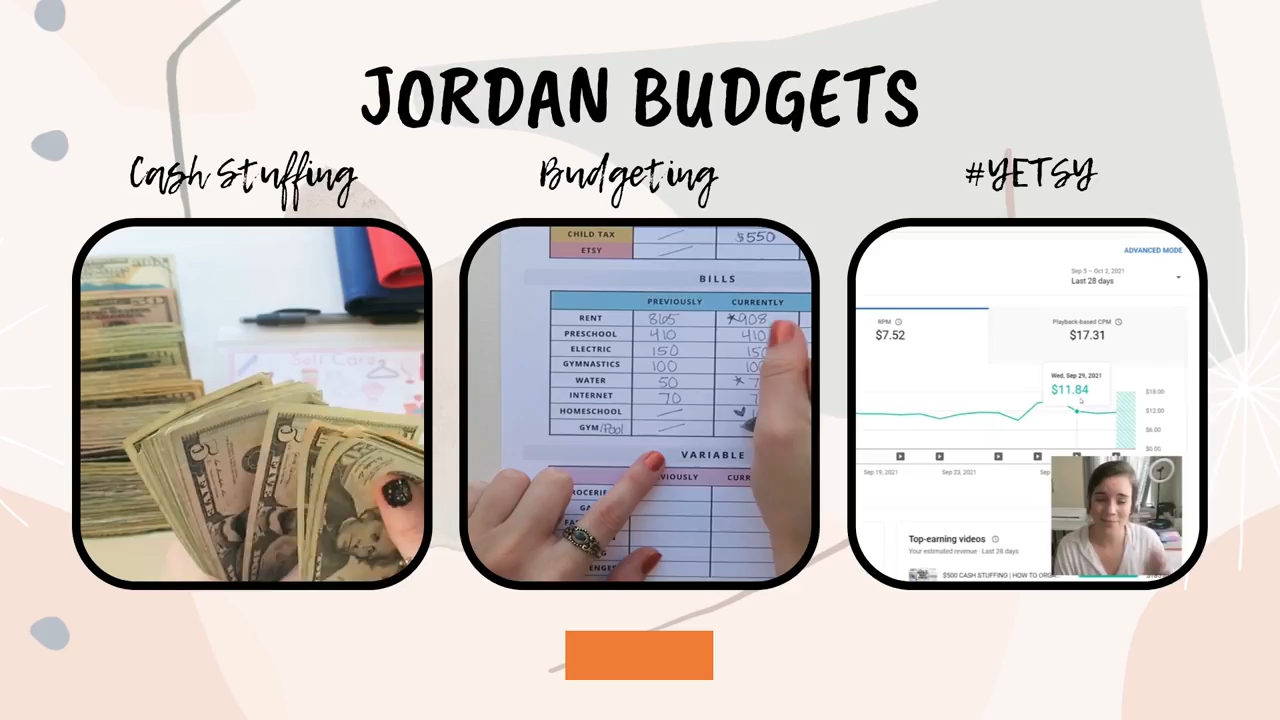 JORDAN BUDGETS
Cash Stuffing
Budgeting
#YETSY
Self Care
CHILD TAX $550
ETSY
BILLS
PREVIOUSLY CURRENTLY
RENT 865 *908
PRESCHOOL 410 410
ELECTRIC 150 150
GYMNASTICS 100
WATER 50 *
INTERNET 70
HOMESCHOOL
GYM/Pool
VARIABLE
ADVANCED MODE
Sep 5 – Oct 2, 2021
Last 28 days
RPM
$7.52
Playback-based CPM
$17.31
Wed, Sep 29, 2021
$11.84
$18.00
$12.00
$6.00
$0.00
Sep 19, 2021 Sep 23, 2021
Top-earning videos
Your estimated revenue · Last 28 days
$500 CASH STUFFING | HOW TO